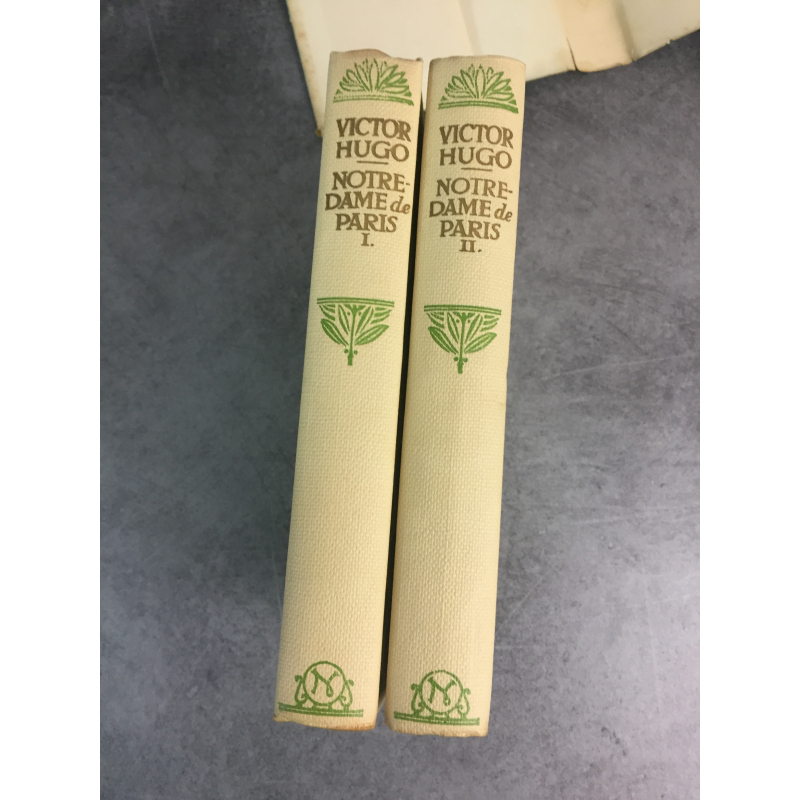 VICTOR
HUGO
NOTRE-
DAME de
PARIS
I.
N
VICTOR
HUGO
NOTRE-
DAME de
PARIS
II.
N